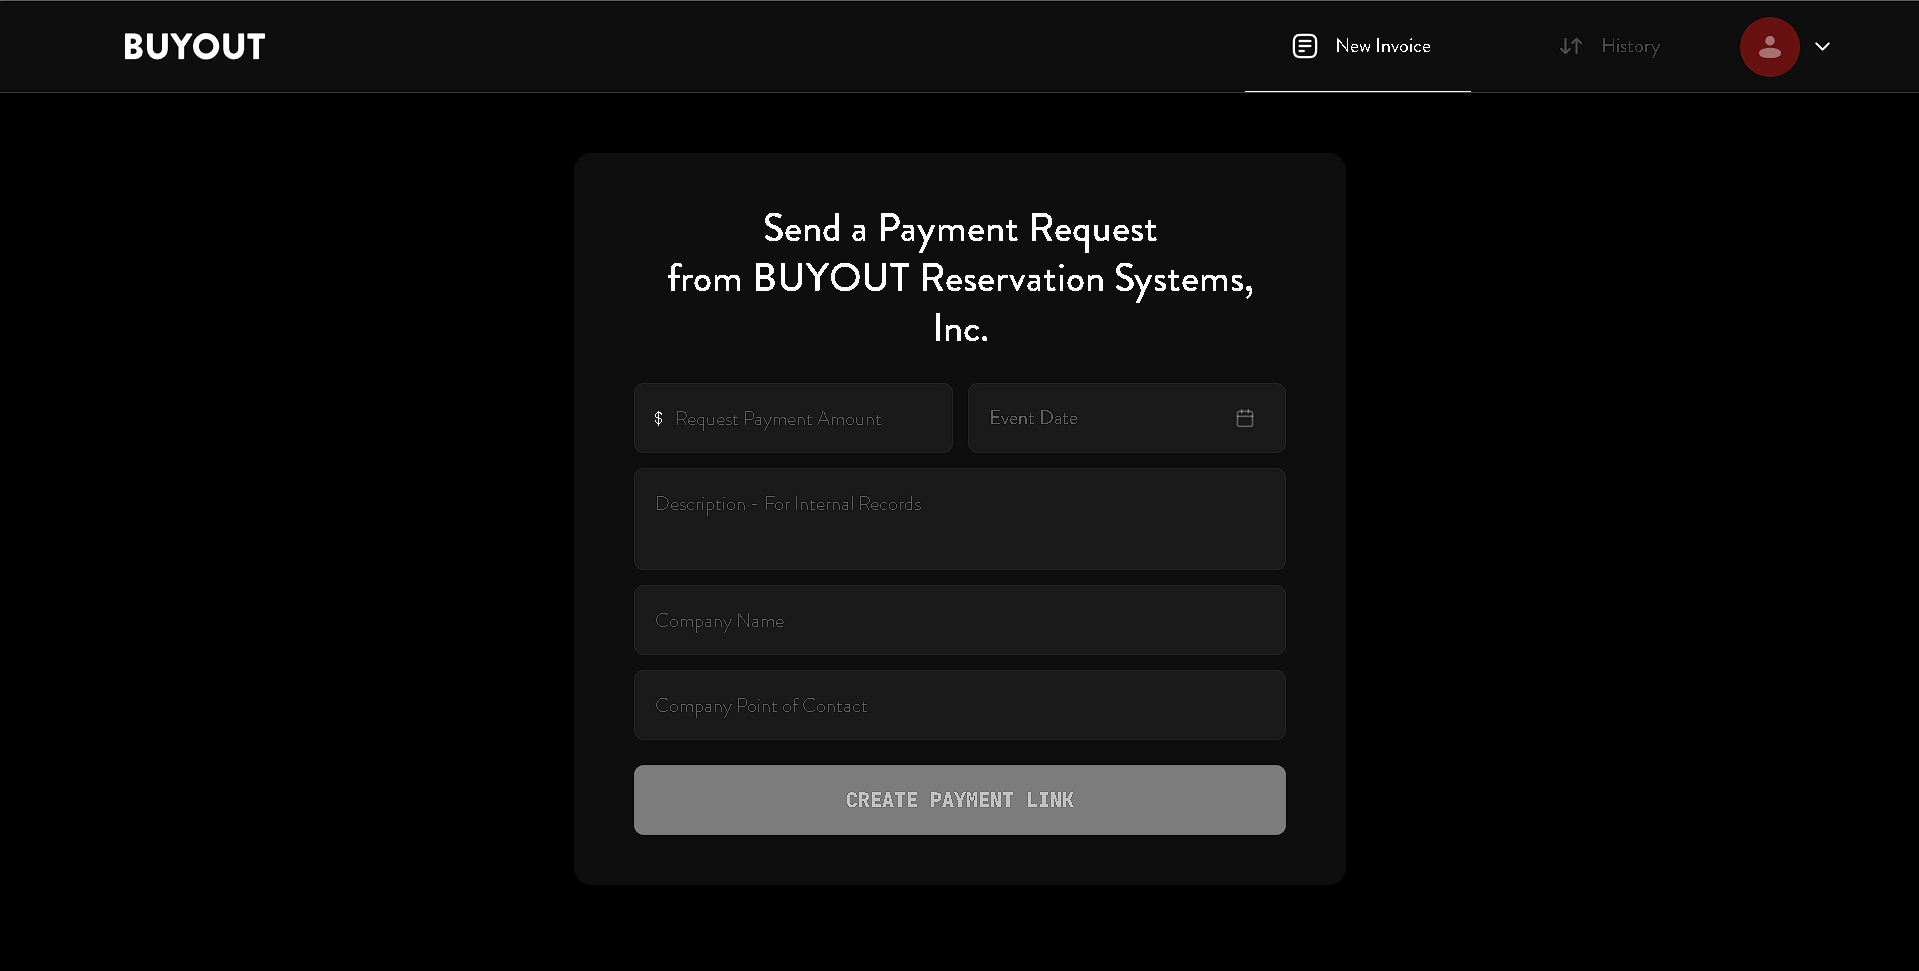 BUYOUT
New Invoice
History
Send a Payment Request
from BUYOUT Reservation Systems,
Inc.
$ Request Payment Amount
Event Date
Description - For Internal Records
Company Name
Company Point of Contact
CREATE PAYMENT LINK